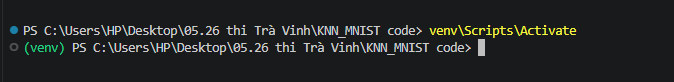 PS C:\Users\HP\Desktop\05.26 thi Trà Vinh\KNN_MNIST code> venv\Scripts\Activate
(venv) PS C:\Users\HP\Desktop\05.26 thi Trà Vinh\KNN_MNIST code>